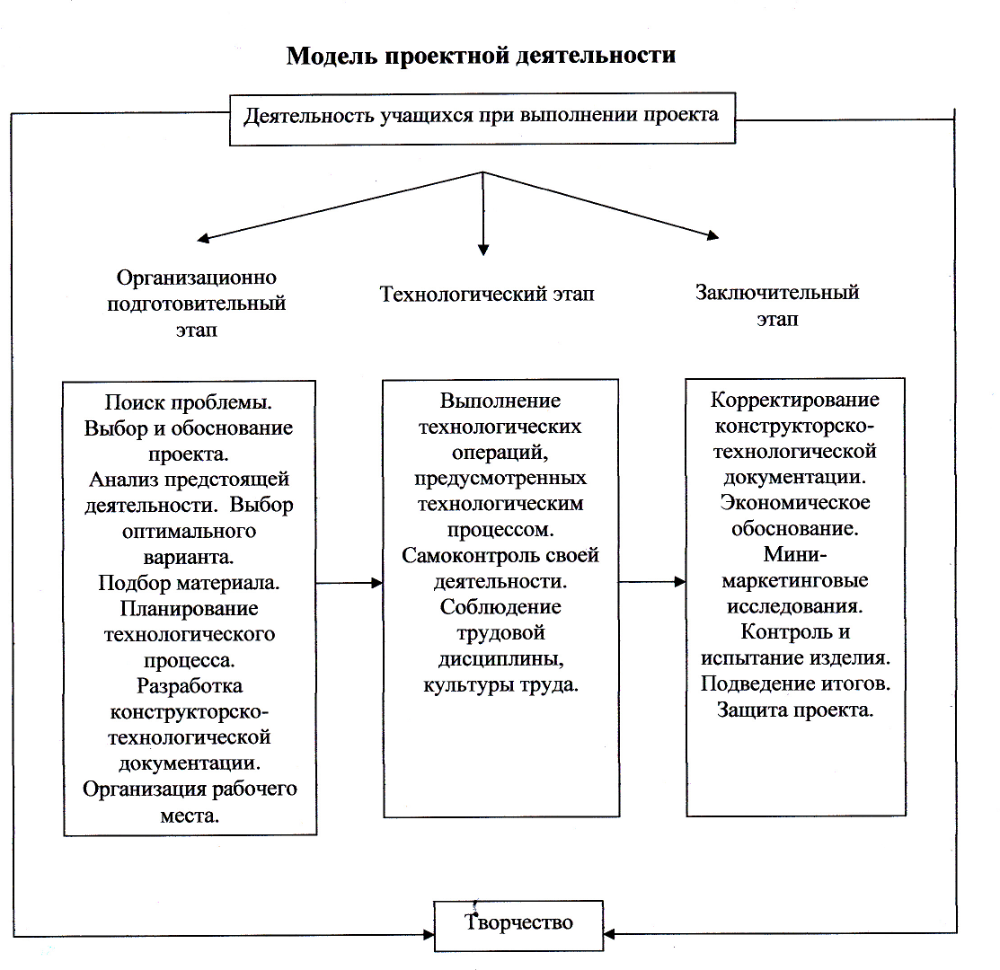 Модель проектной деятельности
Деятельность учащихся при выполнении проекта
Организационно
подготовительный
этап
Технологический этап
Заключительный
этап
Поиск проблемы.
Выбор и обоснование
проекта.
Анализ предстоящей
деятельности. Выбор
оптимального
варианта.
Подбор материала.
Планирование
технологического
процесса.
Разработка
конструкторско-
технологической
документации.
Организация рабочего
места.
Выполнение
технологических
операций,
предусмотренных
технологическим
процессом.
Самоконтроль своей
деятельности.
Соблюдение
трудовой
дисциплины,
культуры труда.
Корректирование
конструкторско-
технологической
документации.
Экономическое
обоснование.
Мини-
маркетинговые
исследования.
Контроль и
испытание изделия.
Подведение итогов.
Защита проекта.
Творчество